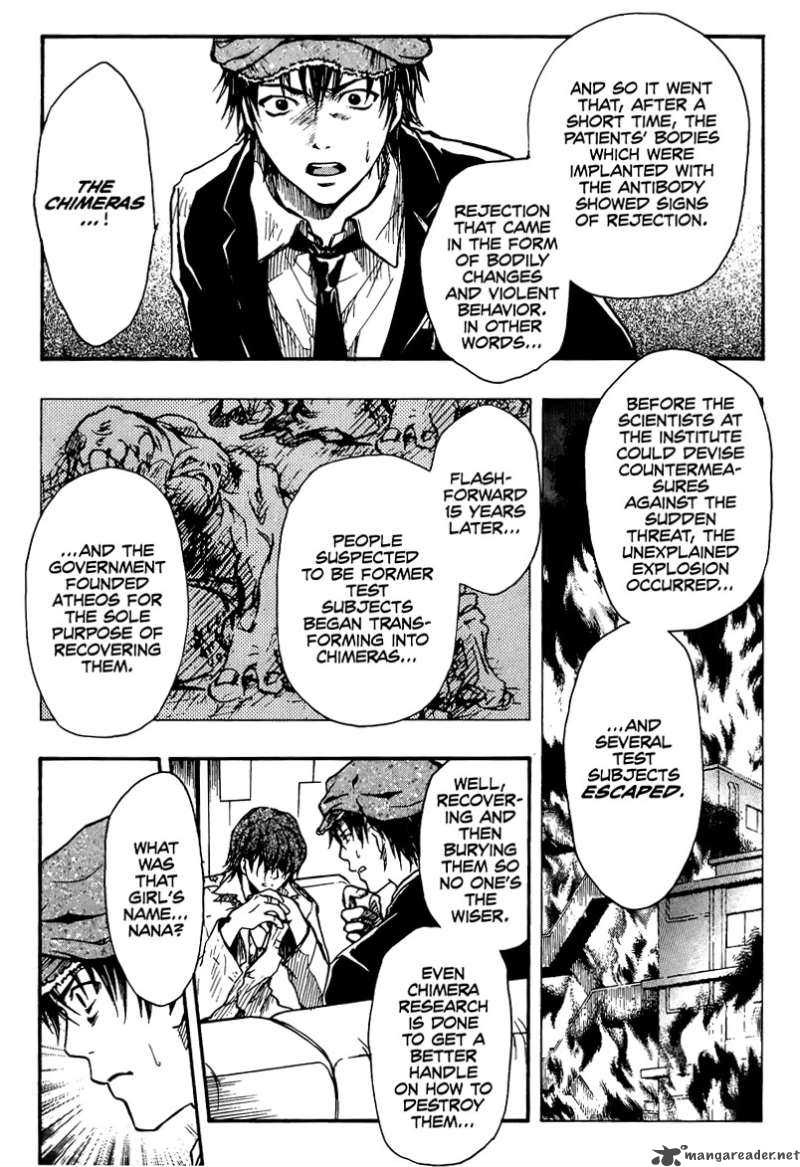 AND SO IT WENT
THAT, AFTER A
SHORT TIME, THE
PATIENTS' BODIES
WHICH WERE
IMPLANTED WITH
THE ANTIBODY
SHOWED SIGNS
OF REJECTION.
REJECTION
THAT CAME
IN THE FORM
OF BODILY
CHANGES
AND VIOLENT
BEHAVIOR.
IN OTHER
WORDS...
THE
CHIMERAS
...!
BEFORE THE
SCIENTISTS AT
THE INSTITUTE
COULD DEVISE
COUNTERMEA-
SURES
AGAINST THE
SUDDEN
THREAT, THE
UNEXPLAINED
EXPLOSION
OCCURRED...
...AND
SEVERAL
TEST
SUBJECTS
ESCAPED.
FLASH-
FORWARD
15 YEARS
LATER...
PEOPLE
SUSPECTED
TO BE FORMER
TEST
SUBJECTS
BEGAN TRANS-
FORMING INTO
CHIMERAS...
...AND THE
GOVERNMENT
FOUNDED
ATHEOS FOR
THE SOLE
PURPOSE OF
RECOVERING
THEM.
WELL,
RECOVER-
ING AND
THEN
BURYING
THEM SO
NO ONE'S
THE
WISER.
EVEN
CHIMERA
RESEARCH
IS DONE
TO GET A
BETTER
HANDLE
ON HOW TO
DESTROY
THEM...
WHAT
WAS
THAT
GIRL'S
NAME...
NANA?
mangareader.net